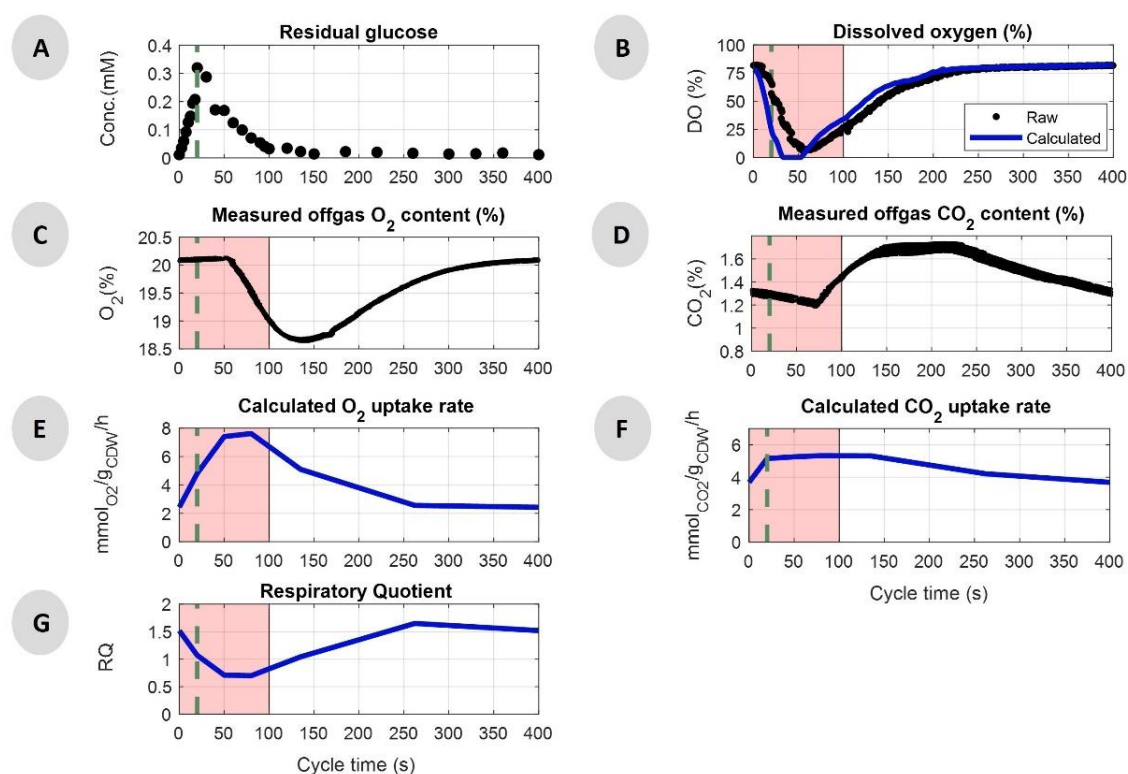 A
Residual glucose
Conc.(mM)
0.4
0.3
0.2
0.1
0
0 50 100 150 200 250 300 350 400
B
Dissolved oxygen (%)
DO (%)
100
75
50
25
0
Raw
Calculated
0 50 100 150 200 250 300 350 400
C
Measured offgas O2 content (%)
O2(%)
20.5
20
19.5
19
18.5
0 50 100 150 200 250 300 350 400
D
Measured offgas CO2 content (%)
CO2(%)
1.6
1.4
1.2
1
0.8
0 50 100 150 200 250 300 350 400
E
Calculated O2 uptake rate
mmolO2/gCDW/h
8
6
4
2
0
0 50 100 150 200 250 300 350 400
F
Calculated CO2 uptake rate
mmolCO2/gCDW/h
6
4
2
0
0 50 100 150 200 250 300 350 400
Cycle time (s)
G
Respiratory Quotient
RQ
2
1.5
1
0.5
0
0 50 100 150 200 250 300 350 400
Cycle time (s)